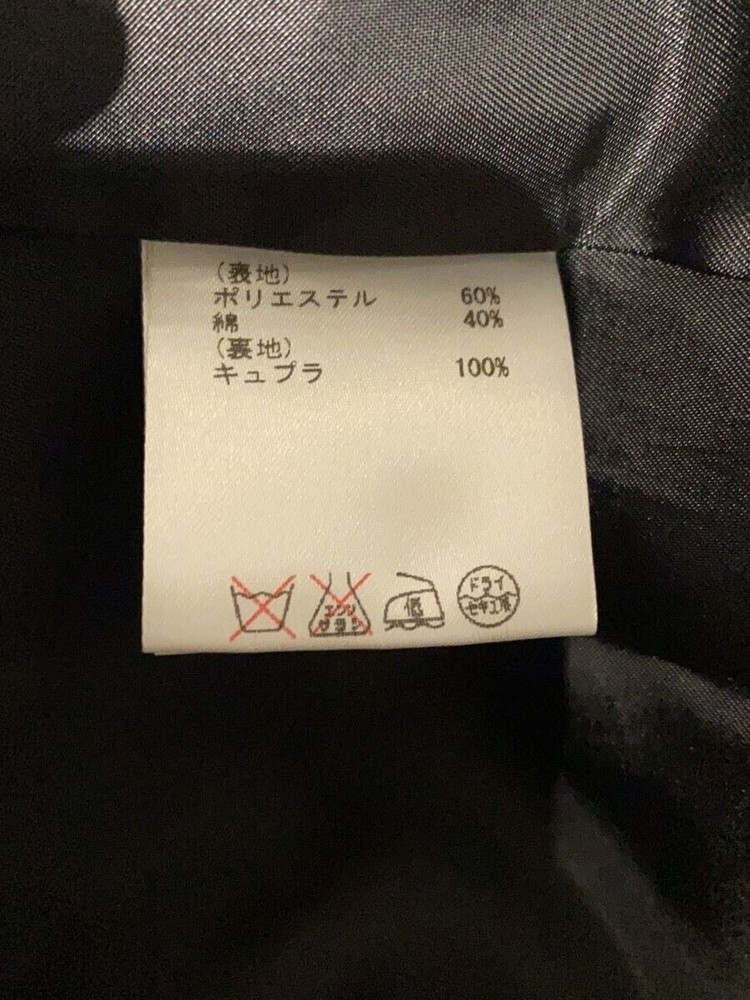 (表地)
ポリエステル 60%
綿 40%
(裏地)
キュプラ 100%
エンソ
サラシ
低
ドライ
セキユ系